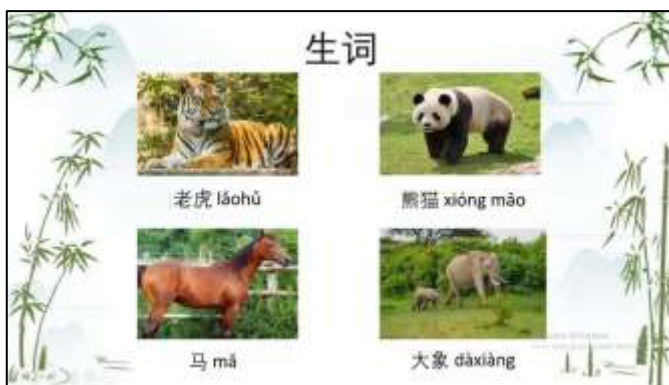 生词
老虎 lǎohǔ
熊猫 xióng māo
马 mǎ
大象 dàxiàng